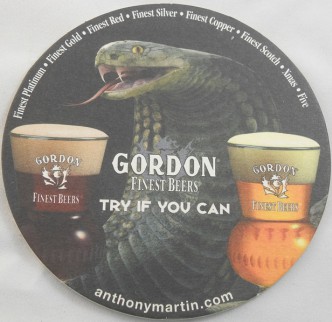 Finest Platinum • Finest Gold • Finest Red • Finest Silver • Finest Copper • Finest Scotch • Xmas • Five
GORDON
FINEST BEERS
GORDON
FINEST BEERS
GORDON
FINEST BEERS
TRY IF YOU CAN
anthonymartin.com